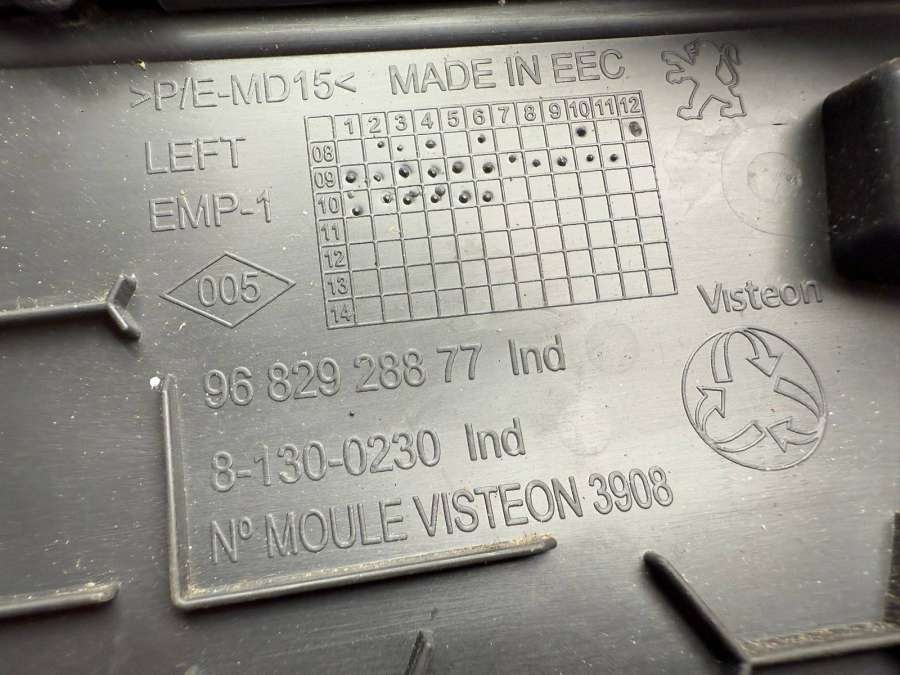 >P/E-MD15< MADE IN EEC
LEFT
EMP-1
005
1 2 3 4 5 6 7 8 9 10 11 12
08
09
10
11
12
13
14
Visteon
96 829 288 77 Ind
8-130-0230 Ind
Nº MOULE VISTEON 3908